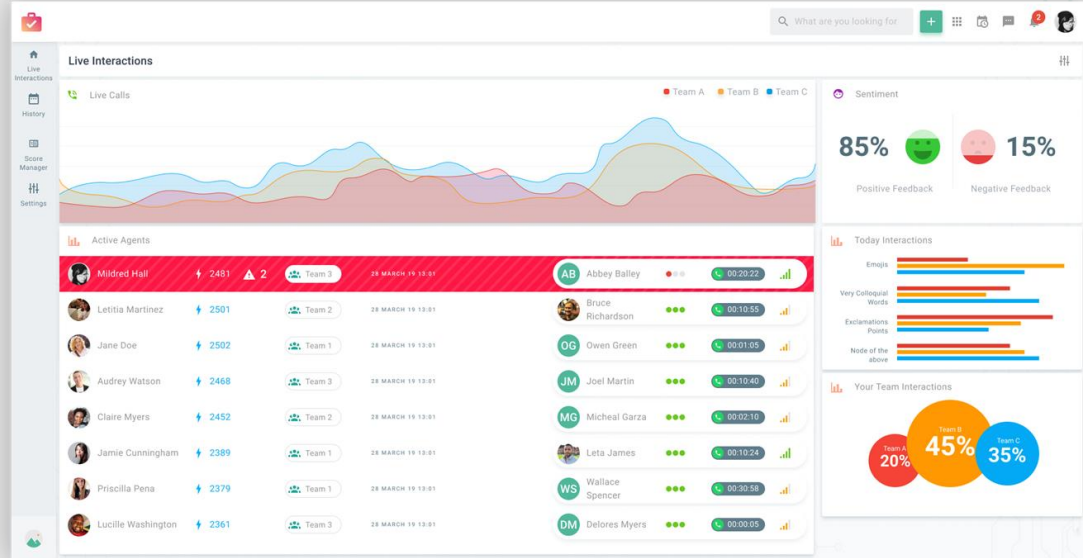 What are you looking for
2
Live Interactions
History
Score Manager
Settings
Live Interactions
Live Calls
Team A
Team B
Team C
Sentiment
85%
15%
Positive Feedback
Negative Feedback
Active Agents
Mildred Hall 2481 2 Team 3 28 MARCH 19 13:01 AB Abbey Balley 00:20:22
Letitia Martinez 2501 Team 2 28 MARCH 19 13:01 Bruce Richardson 00:10:55
Jane Doe 2502 Team 1 28 MARCH 19 13:01 OG Owen Green 00:01:05
Audrey Watson 2468 Team 3 28 MARCH 19 13:01 JM Joel Martin 00:10:40
Claire Myers 2452 Team 2 28 MARCH 19 13:01 MG Micheal Garza 00:02:10
Jamie Cunningham 2389 Team 1 28 MARCH 19 13:01 Leta James 00:10:24
Priscilla Pena 2379 Team 1 28 MARCH 19 13:01 WS Wallace Spencer 00:30:58
Lucille Washington 2361 Team 3 28 MARCH 19 13:01 DM Delores Myers 00:00:05
Today Interactions
Emojis
Very Colloquial
Words
Exclamations
Points
Node of the
above
Your Team Interactions
Team A
20%
Team B
45%
Team C
35%